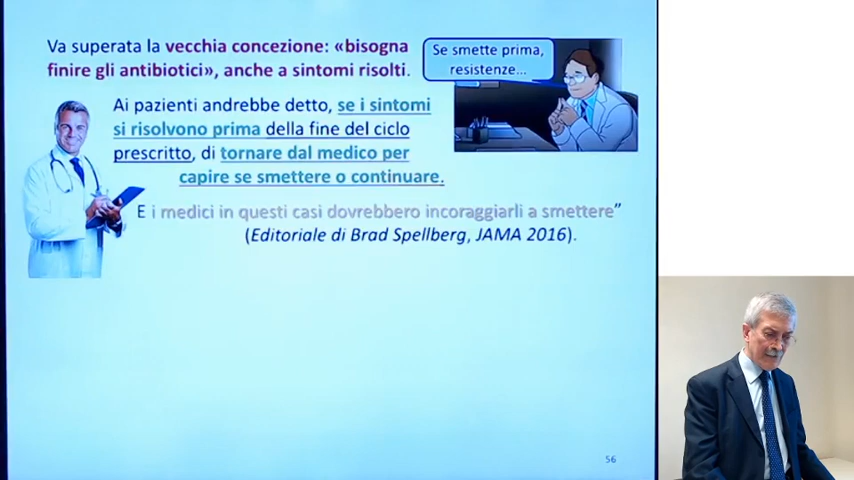 Va superata la vecchia concezione: «bisogna
finire gli antibiotici», anche a sintomi risolti.
Se smette prima,
resistenze...
Ai pazienti andrebbe detto, se i sintomi
si risolvono prima della fine del ciclo
prescritto, di tornare dal medico per
capire se smettere o continuare.
E i medici in questi casi dovrebbero incoraggiarli a smettere”
(Editoriale di Brad Spellberg, JAMA 2016).
56